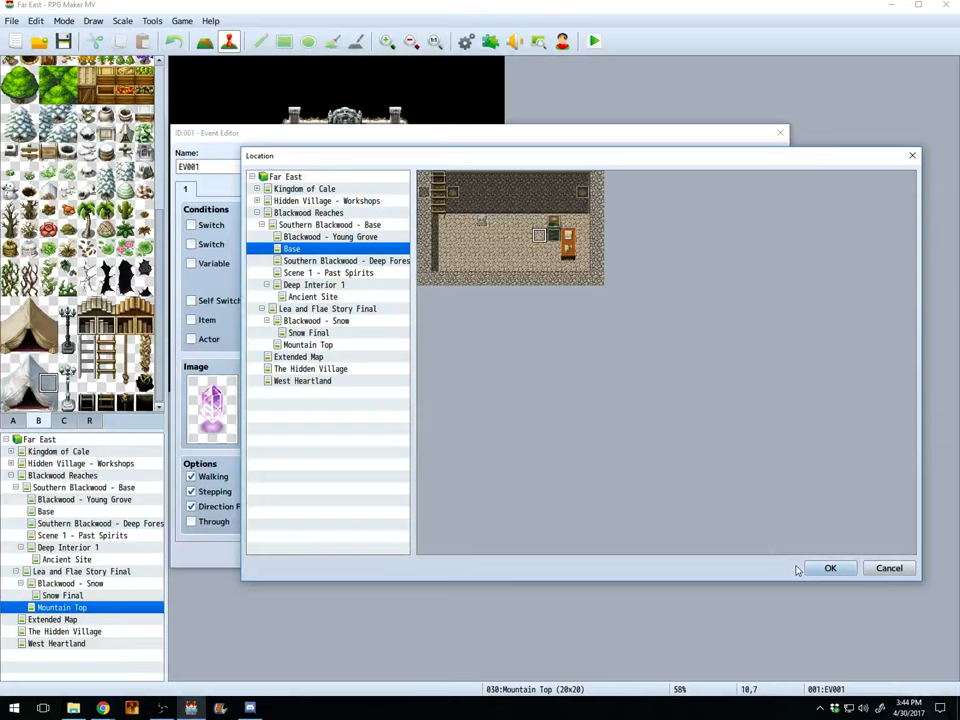 Far East - RPG Maker MV
File Edit Mode Draw Scale Tools Game Help
ID:001 - Event Editor
Name:
EV001
1
Conditions
Switch
Switch
Variable
Self Switch
Item
Actor
Image
Options
Walking
Stepping
Direction F
Through
Location
Far East
Kingdom of Cale
Hidden Village - Workshops
Blackwood Reaches
Southern Blackwood - Base
Blackwood - Young Grove
Base
Southern Blackwood - Deep Fores
Scene 1 - Past Spirits
Deep Interior 1
Ancient Site
Lea and Flae Story Final
Blackwood - Snow
Snow Final
Mountain Top
Extended Map
The Hidden Village
West Heartland
OK Cancel
A B C R
Far East
Kingdom of Cale
Hidden Village - Workshops
Blackwood Reaches
Southern Blackwood - Base
Blackwood - Young Grove
Base
Southern Blackwood - Deep Fores
Scene 1 - Past Spirits
Deep Interior 1
Ancient Site
Lea and Flae Story Final
Blackwood - Snow
Snow Final
Mountain Top
Extended Map
The Hidden Village
West Heartland
030:Mountain Top (20x20) 58% 10,7 001:EV001
3:44 PM
4/30/2017